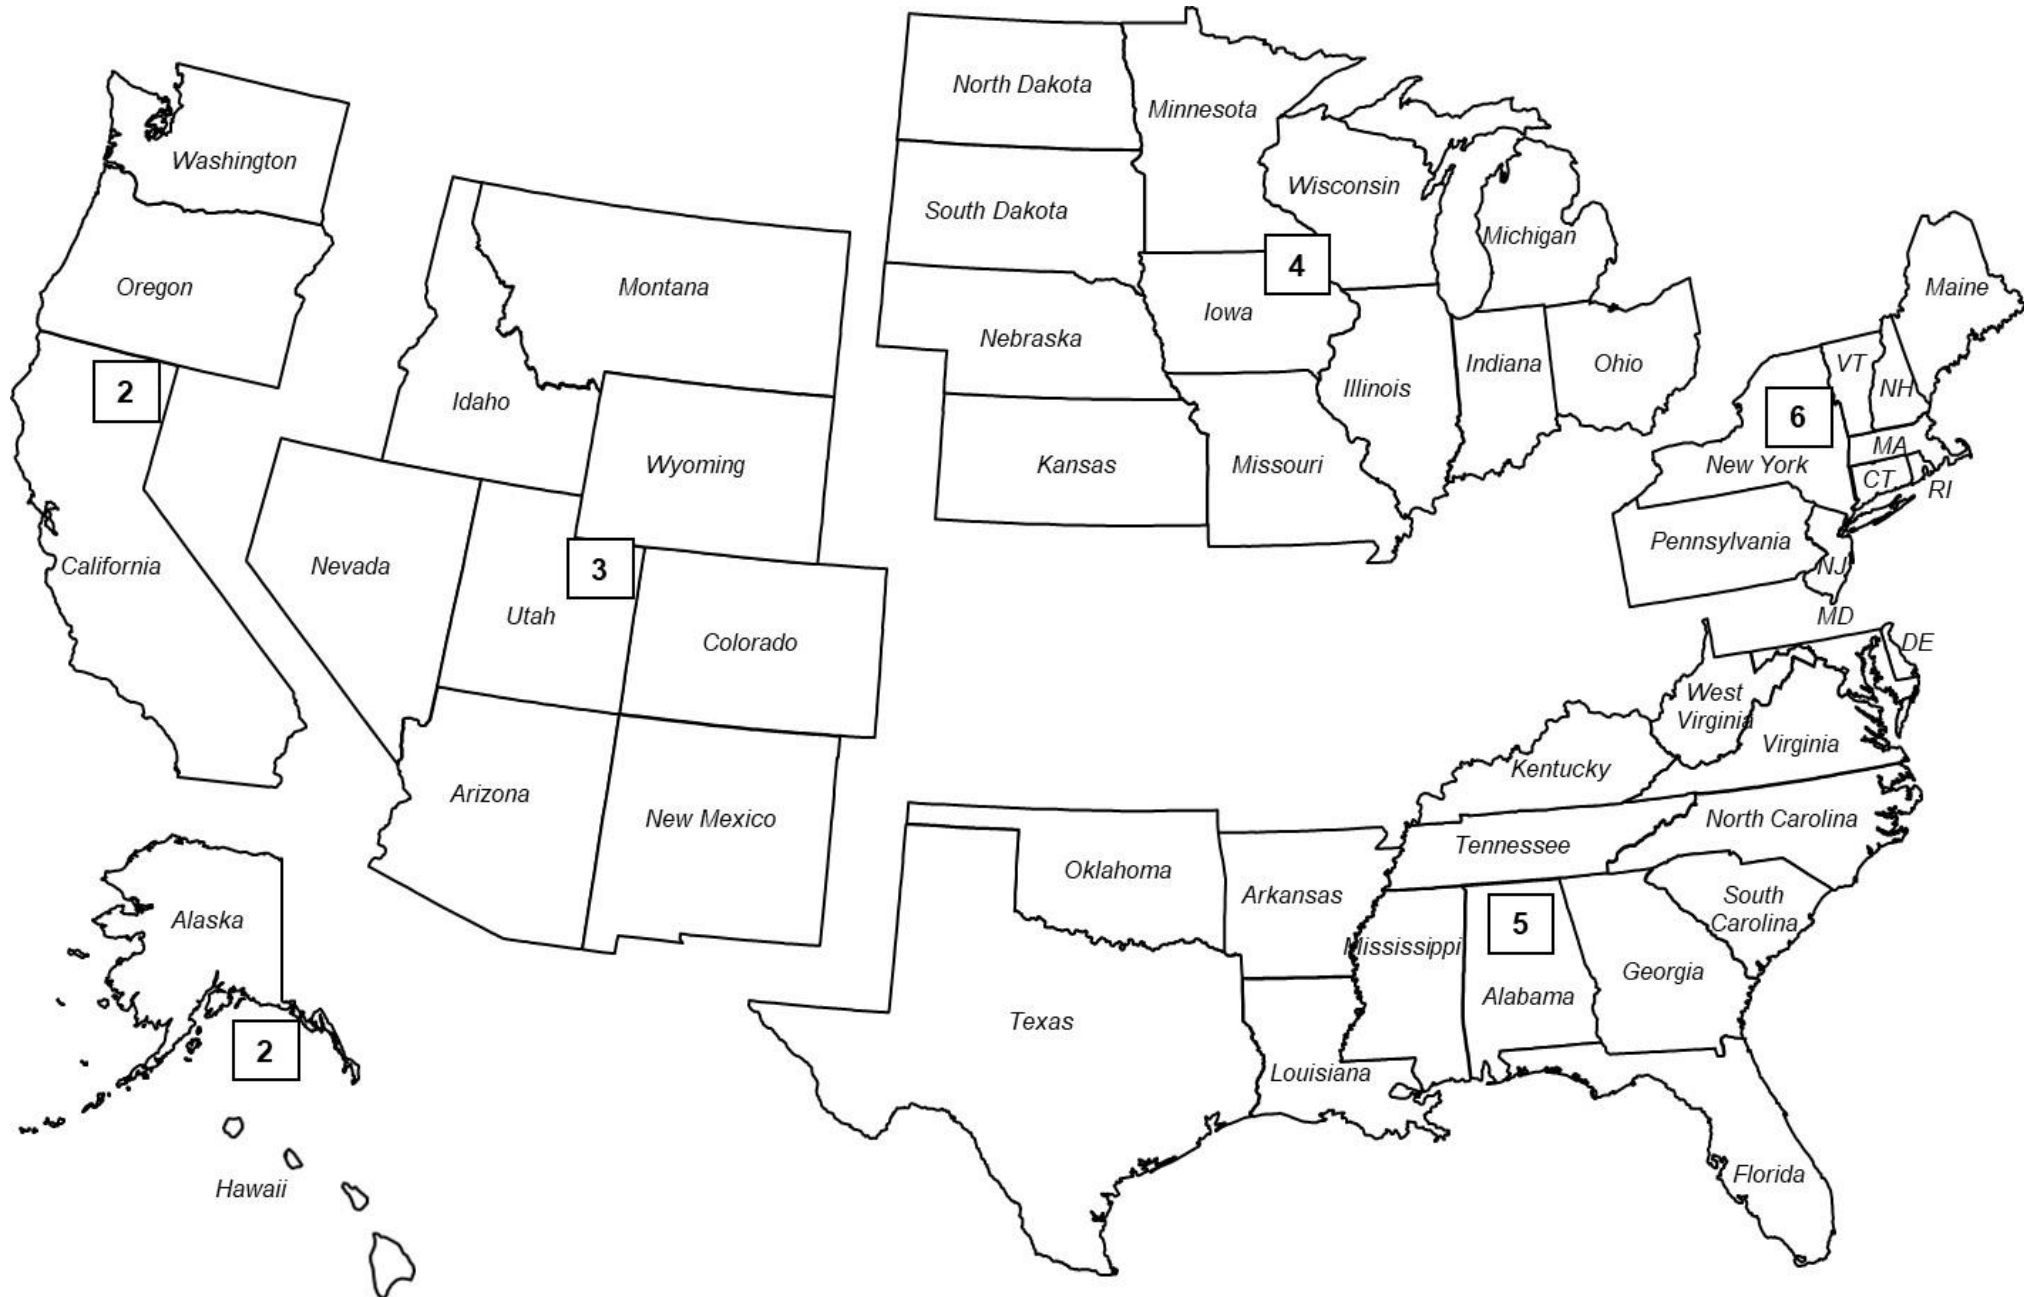 North Dakota
Minnesota
Washington
Wisconsin
South Dakota
Michigan
4
Oregon
Montana
Maine
Iowa
Nebraska
Indiana
Ohio
VT
2
Illinois
NH
Idaho
6
MA
Wyoming
Kansas
Missouri
New York
CT
RI
Pennsylvania
California
Nevada
3
NJ
Utah
MD
Colorado
DE
West
Virginia
Virginia
Kentucky
Arizona
New Mexico
North Carolina
Tennessee
Oklahoma
Arkansas
South
Carolina
Alaska
5
Mississippi
Georgia
Alabama
Texas
2
Louisiana
Florida
Hawaii